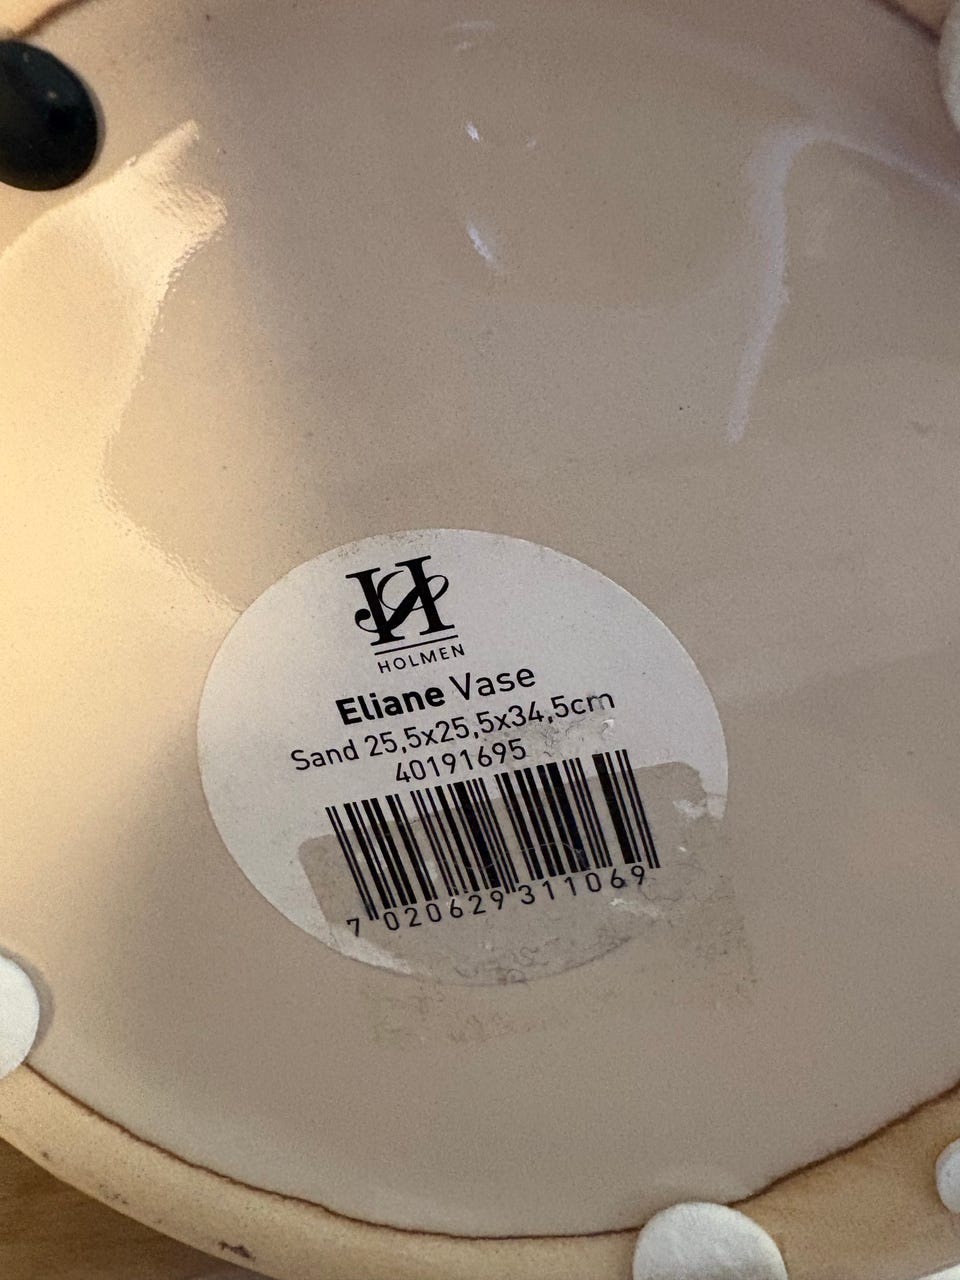 H
HOLMEN
Eliane Vase
Sand 25,5x25,5x34,5cm
40191695
7 020629 311069